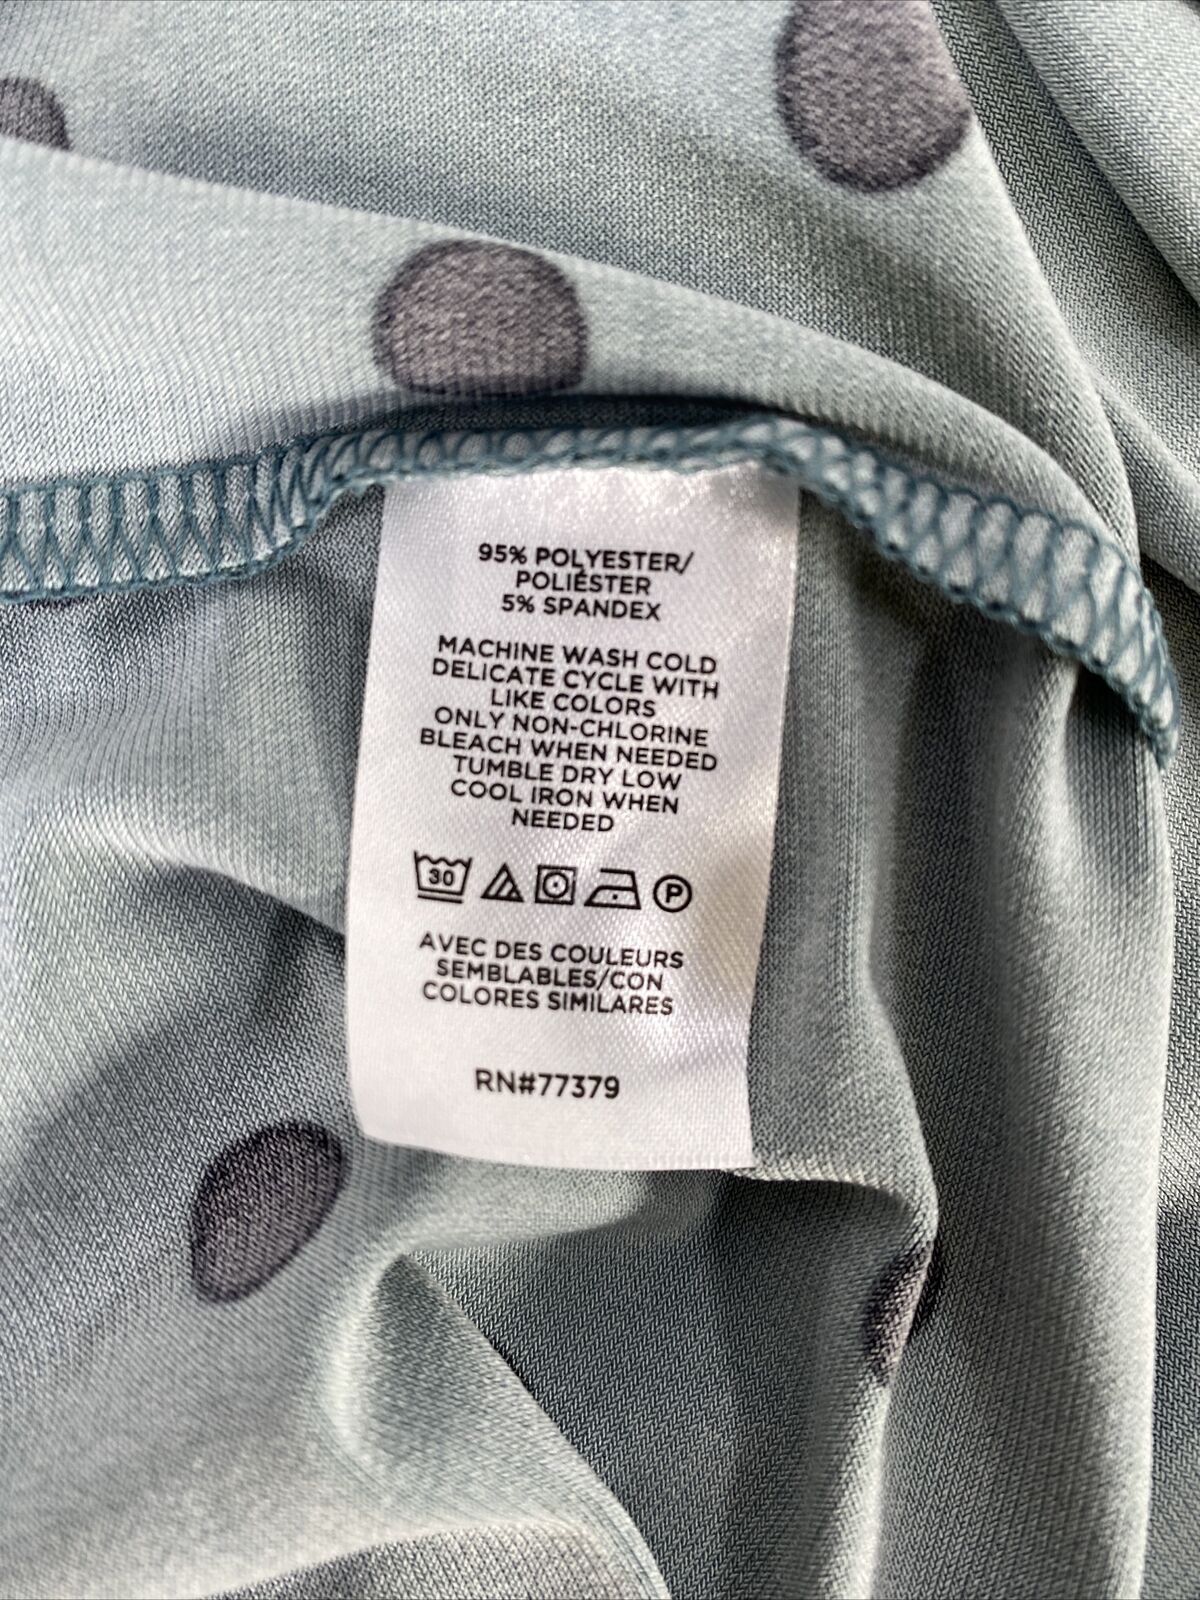 95% POLYESTER/
POLIÉSTER
5% SPANDEX
MACHINE WASH COLD
DELICATE CYCLE WITH
LIKE COLORS
ONLY NON-CHLORINE
BLEACH WHEN NEEDED
TUMBLE DRY LOW
COOL IRON WHEN
NEEDED
30 P
AVEC DES COULEURS
SEMBLABLES/CON
COLORES SIMILARES
RN#77379